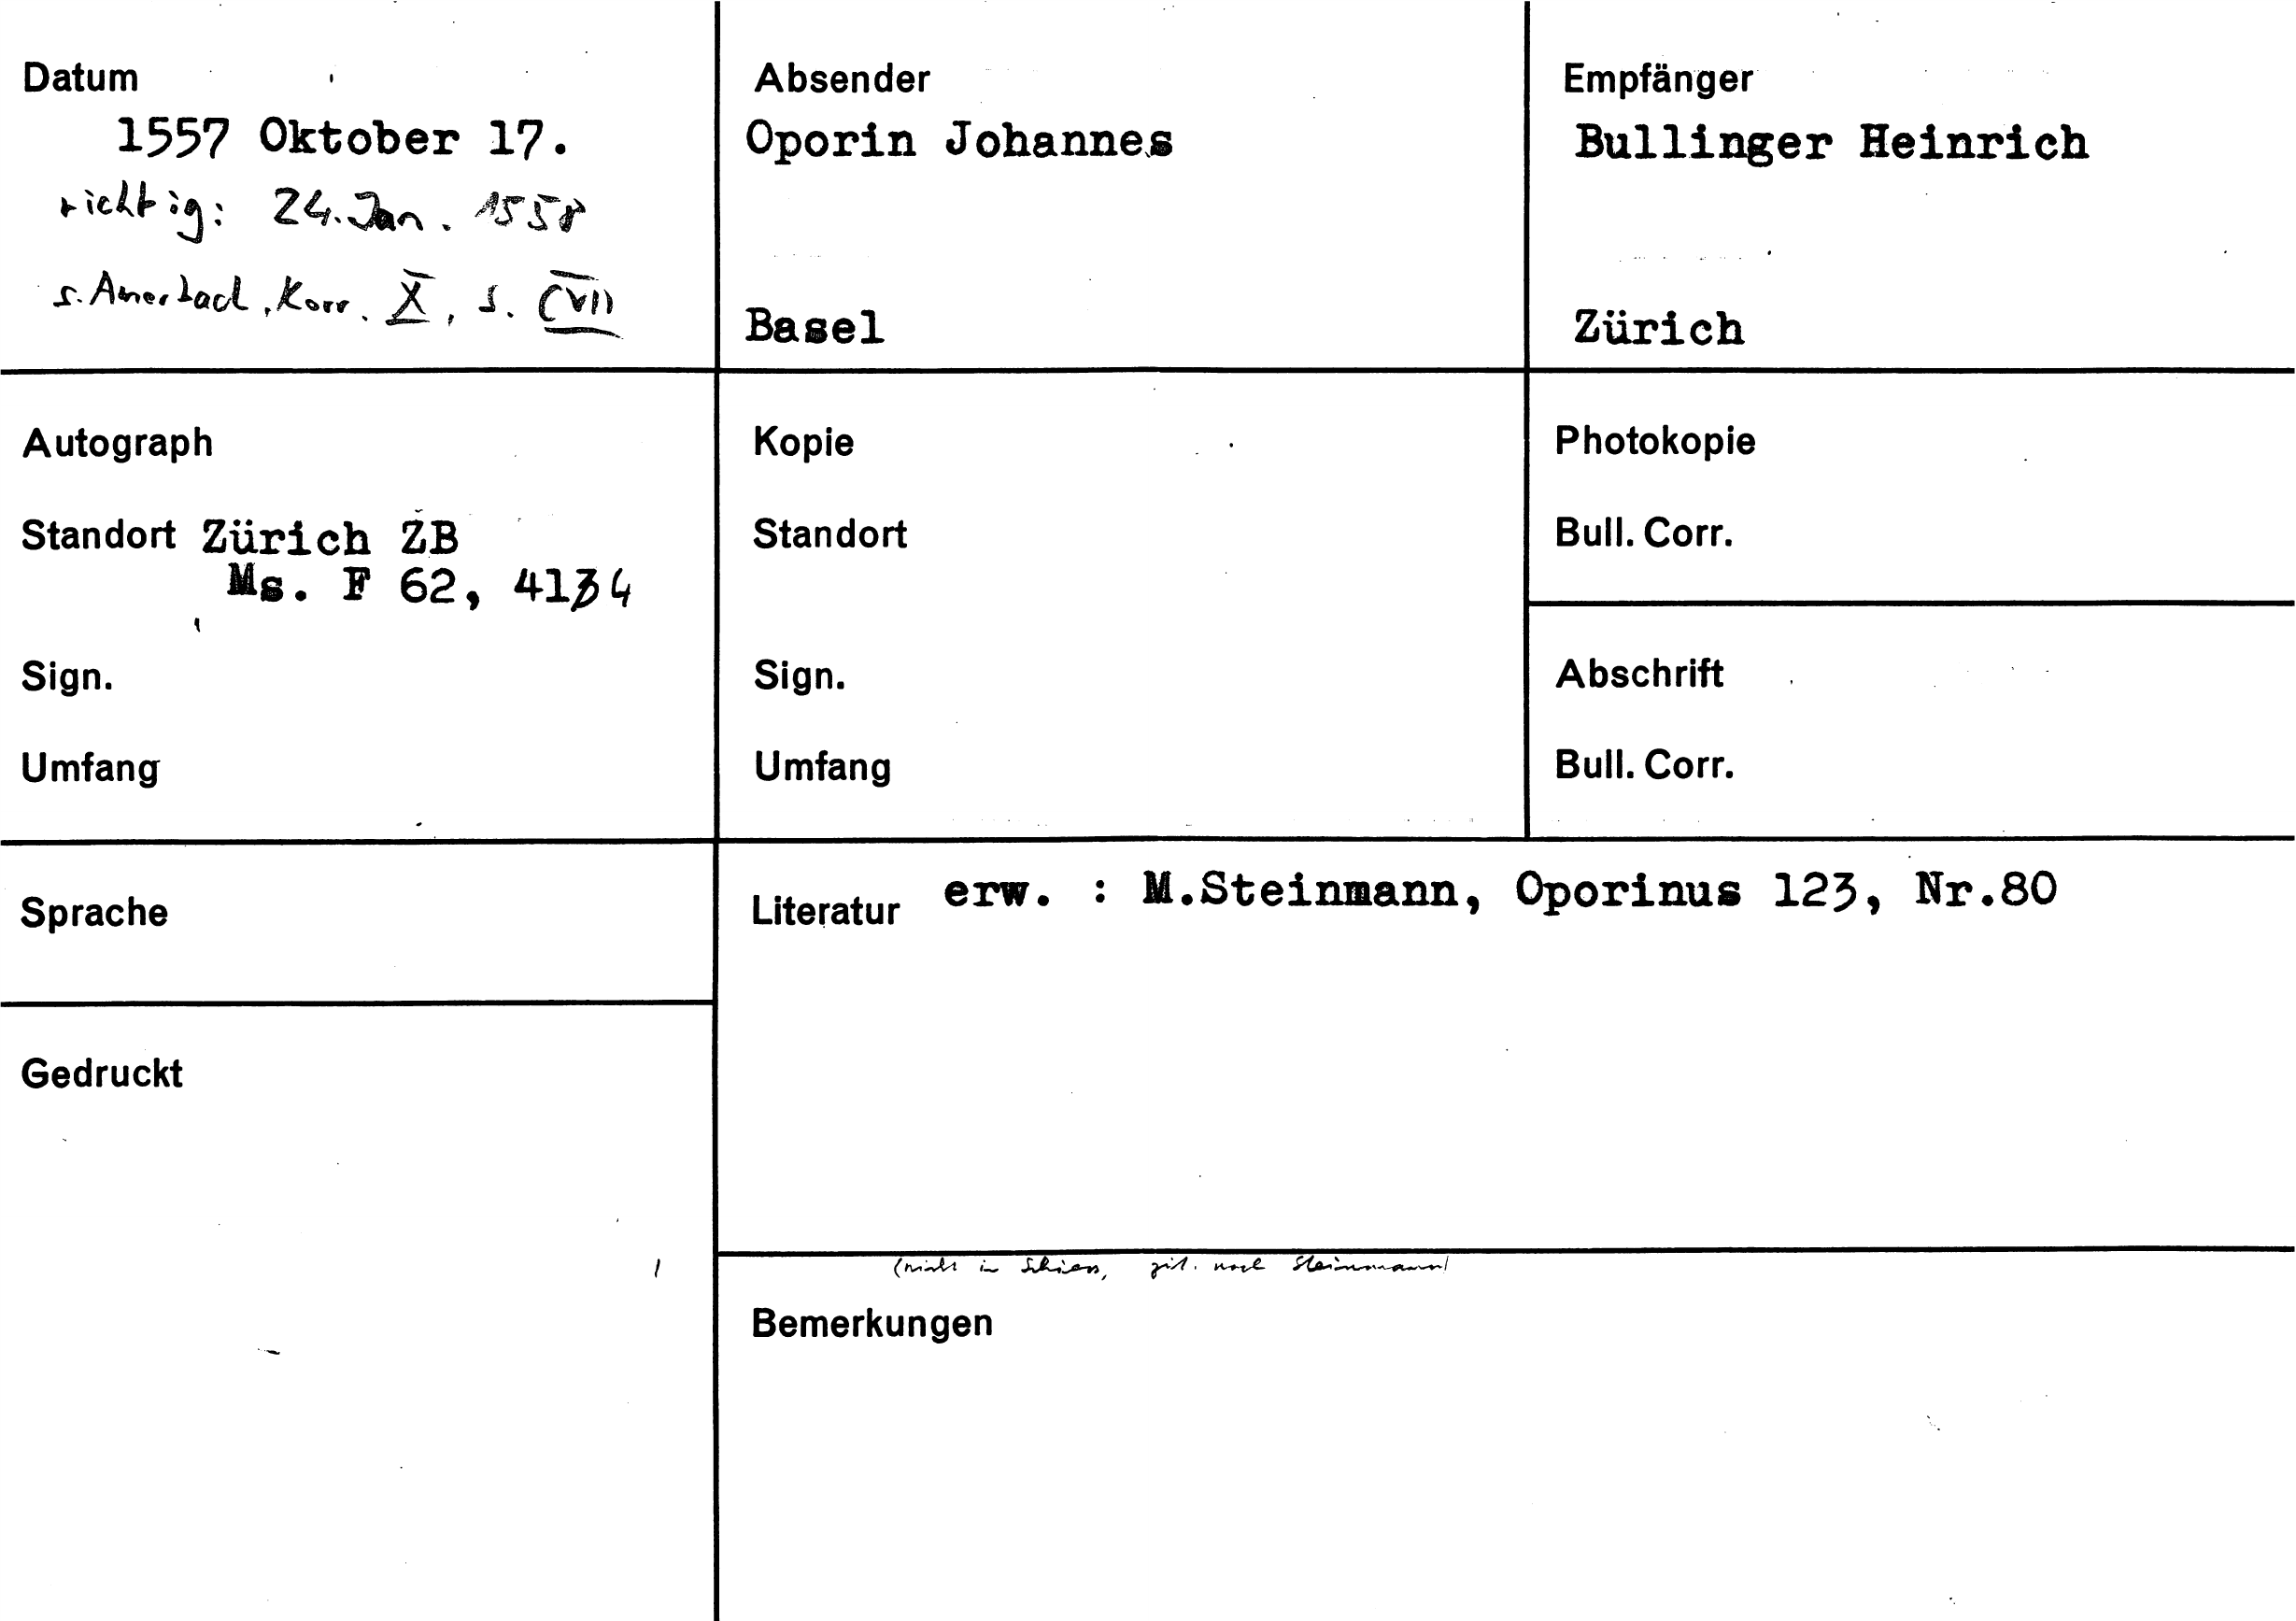 Datum
1557 Oktober 17.
richtig: 24. Jan. 1558
s. Amerbach. Korr. X, S. CVII
Absender
Oporin Johannes
Basel
Empfänger
Bullinger Heinrich
Zürich
Autograph
Standort Zürich ZB
Ms. F 62, 4134
Sign.
Umfang
Kopie
Standort
Sign.
Umfang
Photokopie
Bull. Corr.
Abschrift
Bull. Corr.
Sprache
Literatur erw. : M.Steinmann, Oporinus 123, Nr.80
Gedruckt
(nicht in Schiess, zit. nach Steinmann)
Bemerkungen